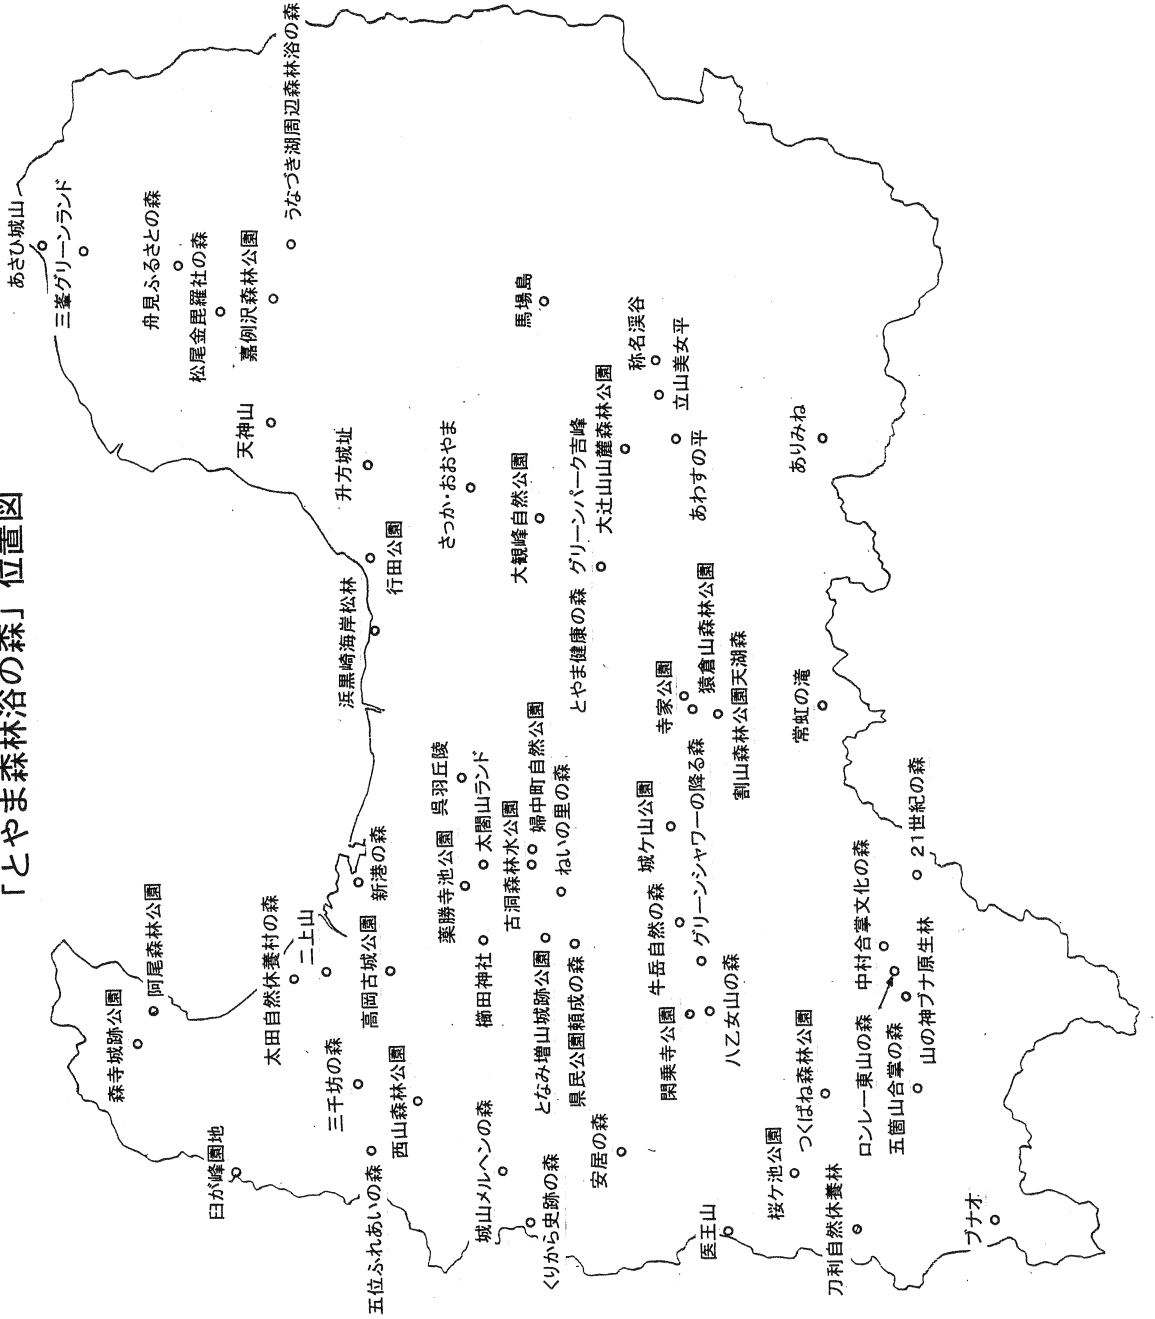 「とやま森林浴の森」位置図
あさひ城山
三峯グリーンランド
舟見ふるさとの森
松尾金毘羅社の森
嘉例沢森林公園
うなづき湖周辺森林浴の森
天神山
升方城址
行田公園
浜黒崎海岸松林
馬場島
称名渓谷
立山美女平
さっか・おおやま
大観峰自然公園
グリーンパーク吉峰
大辻山山麓森林公園
あわすの平
ありみね
とやま健康の森
寺家公園
猿倉山森林公園
割山森林公園天湖森
常虹の滝
呉羽丘陵
太閤山ランド
薬勝寺池公園
古洞森林水公園
婦中町自然公園
ねいの里の森
城ケ山公園
グリーンシャワーの降る森
牛岳自然の森
21世紀の森
新港の森
阿尾森林公園
森寺城跡公園
太田自然休養村の森
二上山
高岡古城公園
櫛田神社
となみ増山城跡公園
県民公園頼成の森
閑乗寺公園
八乙女山の森
中村合掌文化の森
山の神ブナ原生林
ロンレー東山の森
五箇山合掌の森
つくばね森林公園
桜ケ池公園
臼が峰園地
三千坊の森
西山森林公園
五位ふれあいの森
城山メルヘンの森
くりから史跡の森
安居の森
医王山
刀利自然休養林
ブナオ